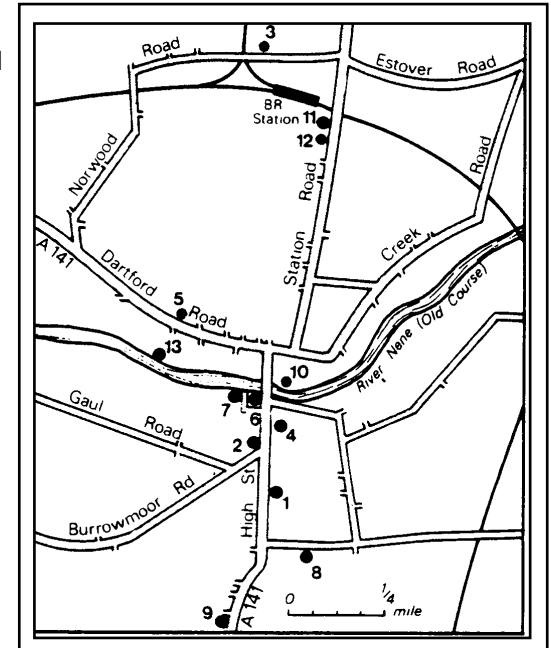 3
Road
Estover Road
BR
Station
11
12
Norwood
Road
Road
Station
Creek
A 141
Dartford
Road
5
13
River Nene (Old Course)
10
7
6
Gaul
Road
2
4
High St
1
Burrowmoor Rd
8
0
1/4
mile
9
A 141